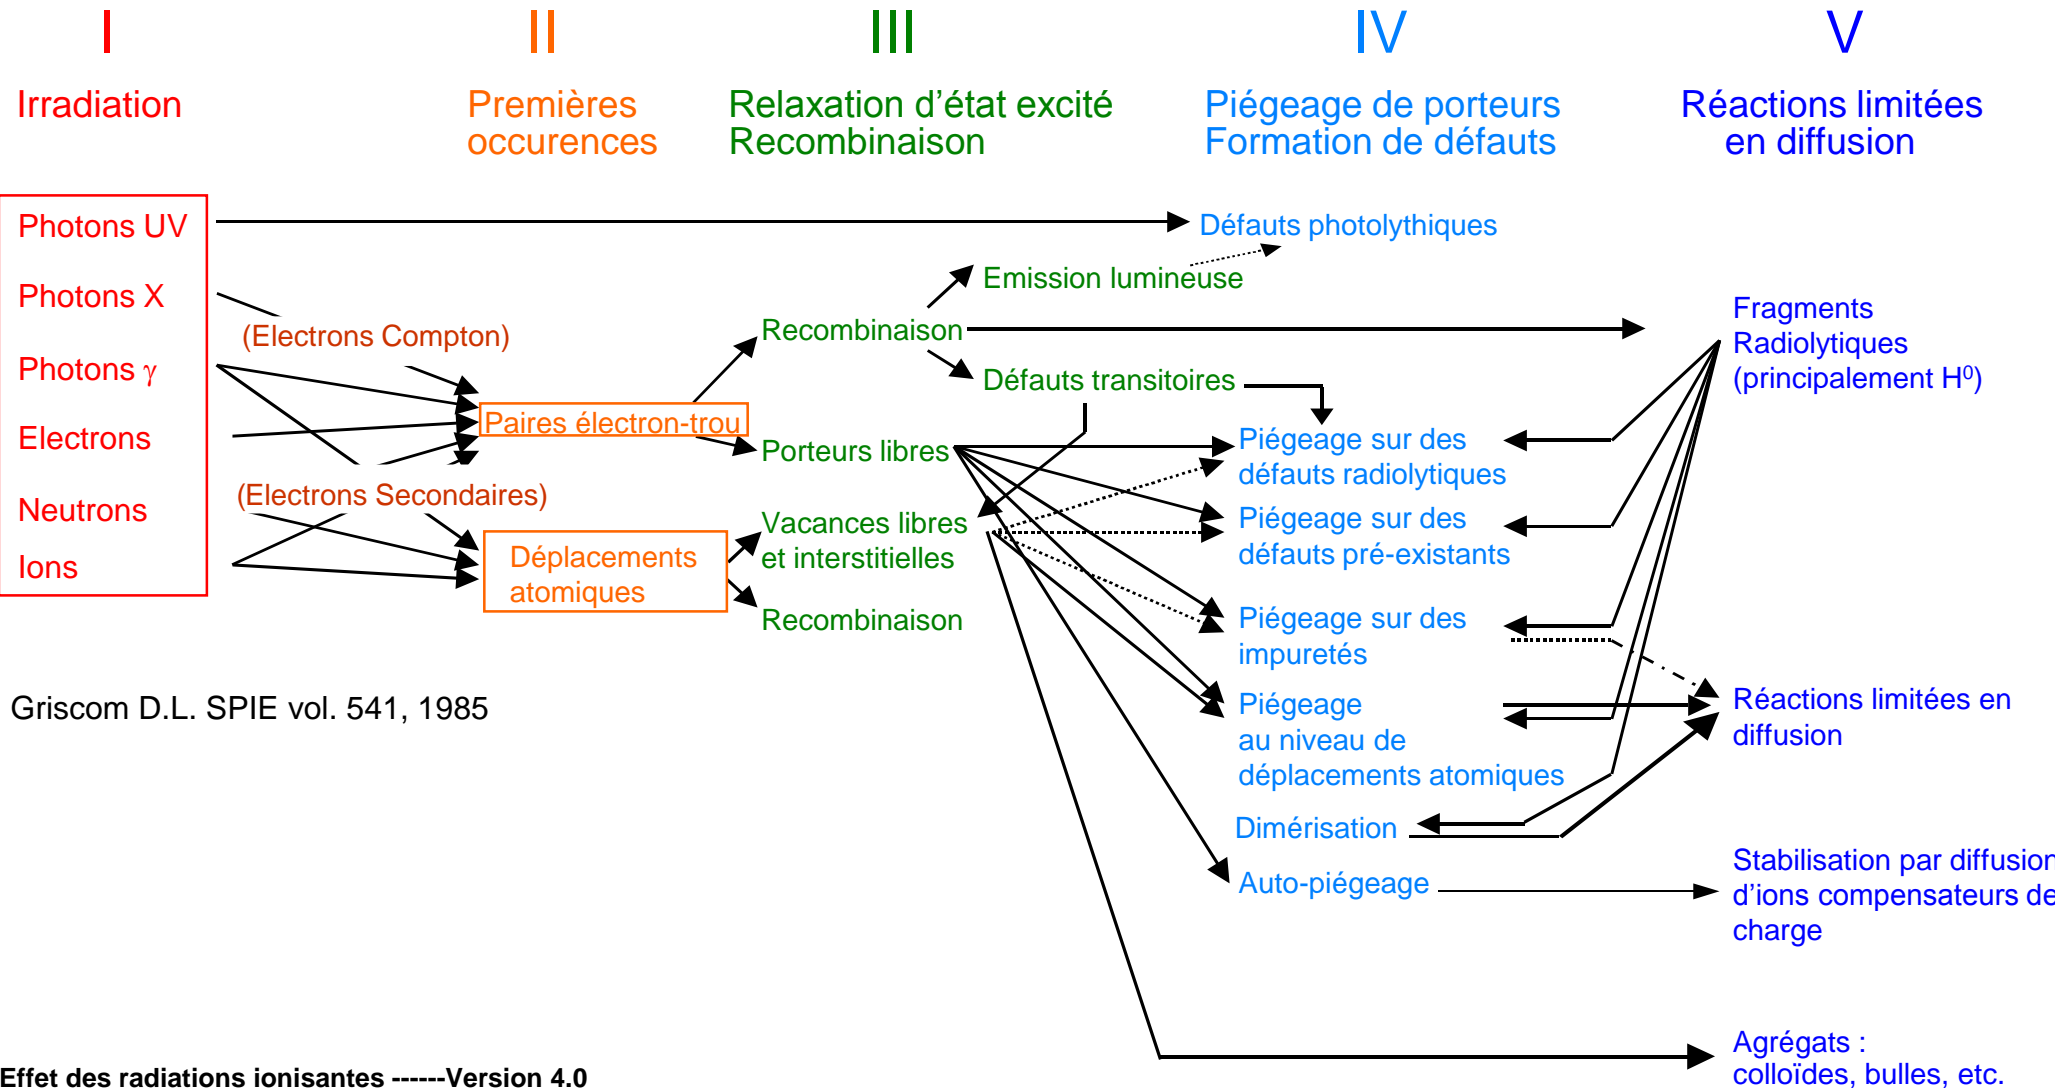 I
II
III
IV
V
Irradiation
Premières
occurences
Relaxation d'état excité
Recombinaison
Piégeage de porteurs
Formation de défauts
Réactions limitées
en diffusion
Photons UV
Photons X
Photons γ
Electrons
Neutrons
Ions
(Electrons Compton)
(Electrons Secondaires)
Paires électron-trou
Déplacements
atomiques
Emission lumineuse
Recombinaison
Défauts transitoires
Porteurs libres
Vacances libres
et interstitielles
Recombinaison
Défauts photolythiques
Piégeage sur des
défauts radiolytiques
Piégeage sur des
défauts pré-existants
Piégeage sur des
impuretés
Piégeage
au niveau de
déplacements atomiques
Dimérisation
Auto-piégeage
Fragments
Radiolytiques
(principalement H⁰)
Réactions limitées en
diffusion
Stabilisation par diffusion
d'ions compensateurs de
charge
Agrégats :
colloïdes, bulles, etc.
Griscom D.L. SPIE vol. 541, 1985
Effet des radiations ionisantes ------Version 4.0